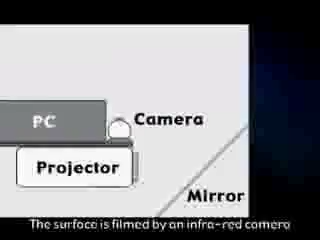 PC
Camera
Projector
Mirror
The surface is filmed by an infra-red camera